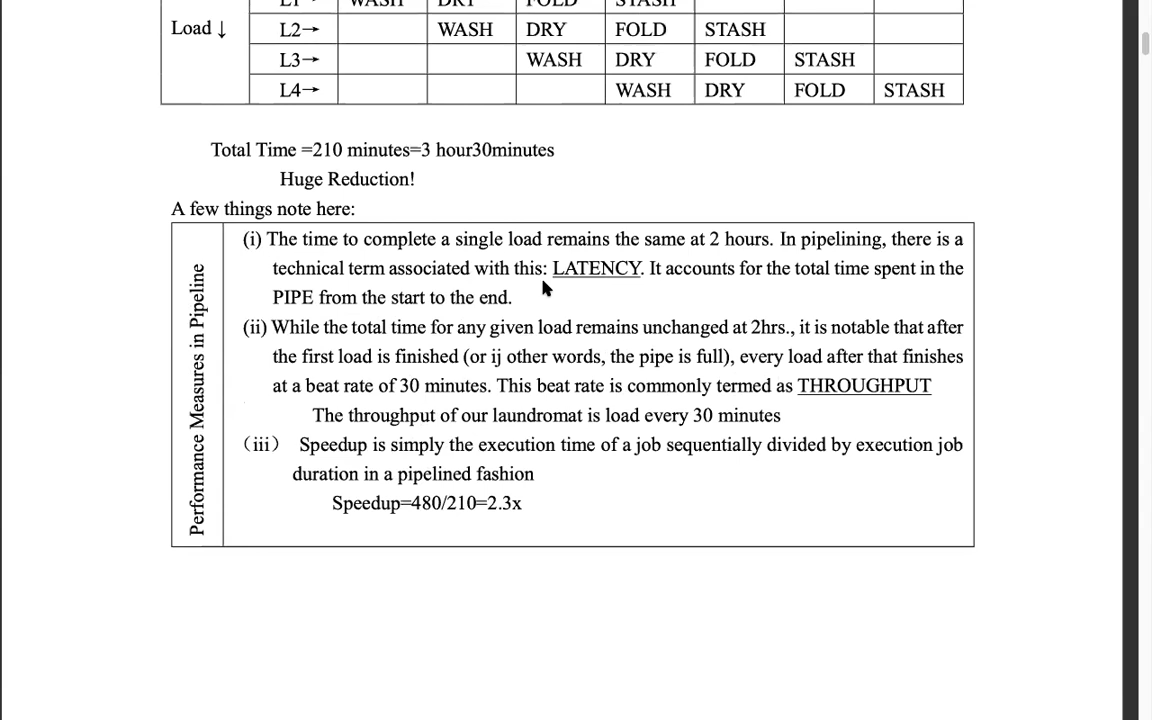 L1→ WASH DRY FOLD STASH
Load ↓ L2→ WASH DRY FOLD STASH
L3→ WASH DRY FOLD STASH
L4→ WASH DRY FOLD STASH
Total Time =210 minutes=3 hour30minutes
Huge Reduction!
A few things note here:
Performance Measures in Pipeline
(i) The time to complete a single load remains the same at 2 hours. In pipelining, there is a
technical term associated with this: LATENCY. It accounts for the total time spent in the
PIPE from the start to the end.
(ii) While the total time for any given load remains unchanged at 2hrs., it is notable that after
the first load is finished (or ij other words, the pipe is full), every load after that finishes
at a beat rate of 30 minutes. This beat rate is commonly termed as THROUGHPUT
The throughput of our laundromat is load every 30 minutes
（iii） Speedup is simply the execution time of a job sequentially divided by execution job
duration in a pipelined fashion
Speedup=480/210=2.3x